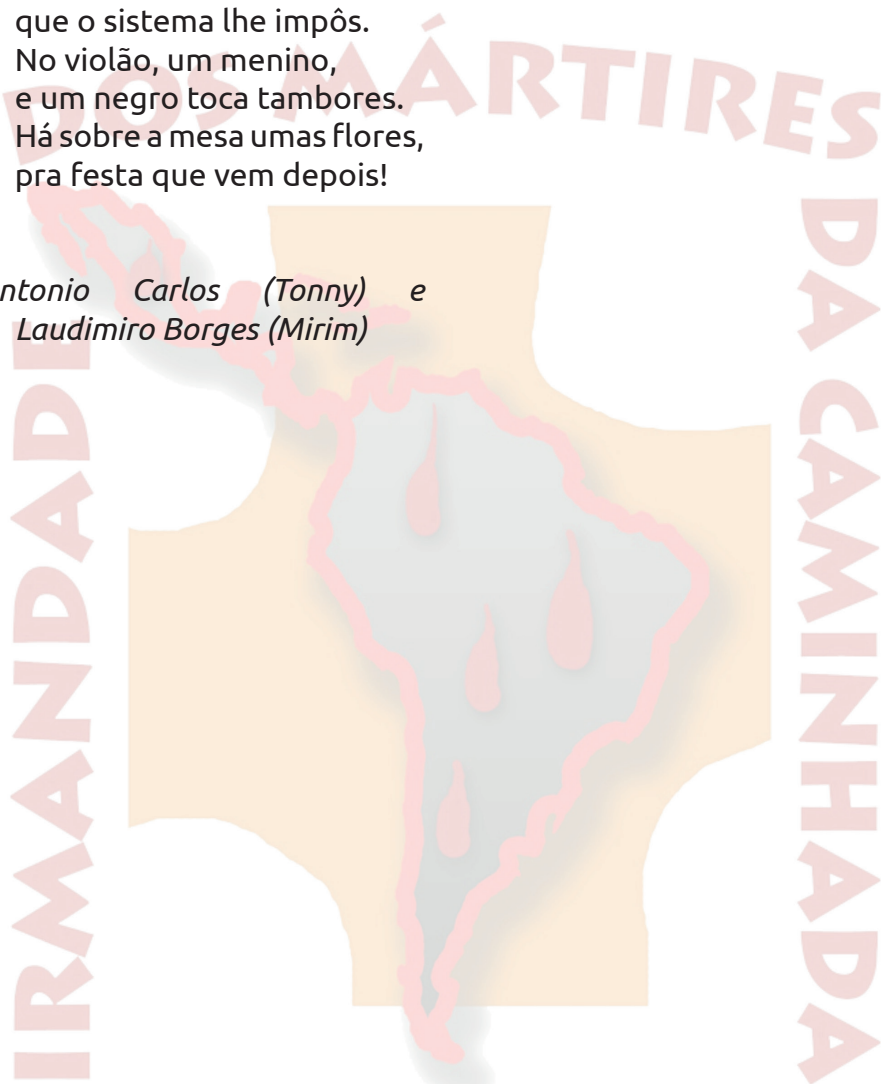 que o sistema lhe impôs.
No violão, um menino,
e um negro toca tambores.
Há sobre a mesa umas flores,
pra festa que vem depois!
ntonio Carlos (Tonny) e
Laudimiro Borges (Mirim)
IRMANDADE
DOS MÁRTIRES
DA CAMINHADA